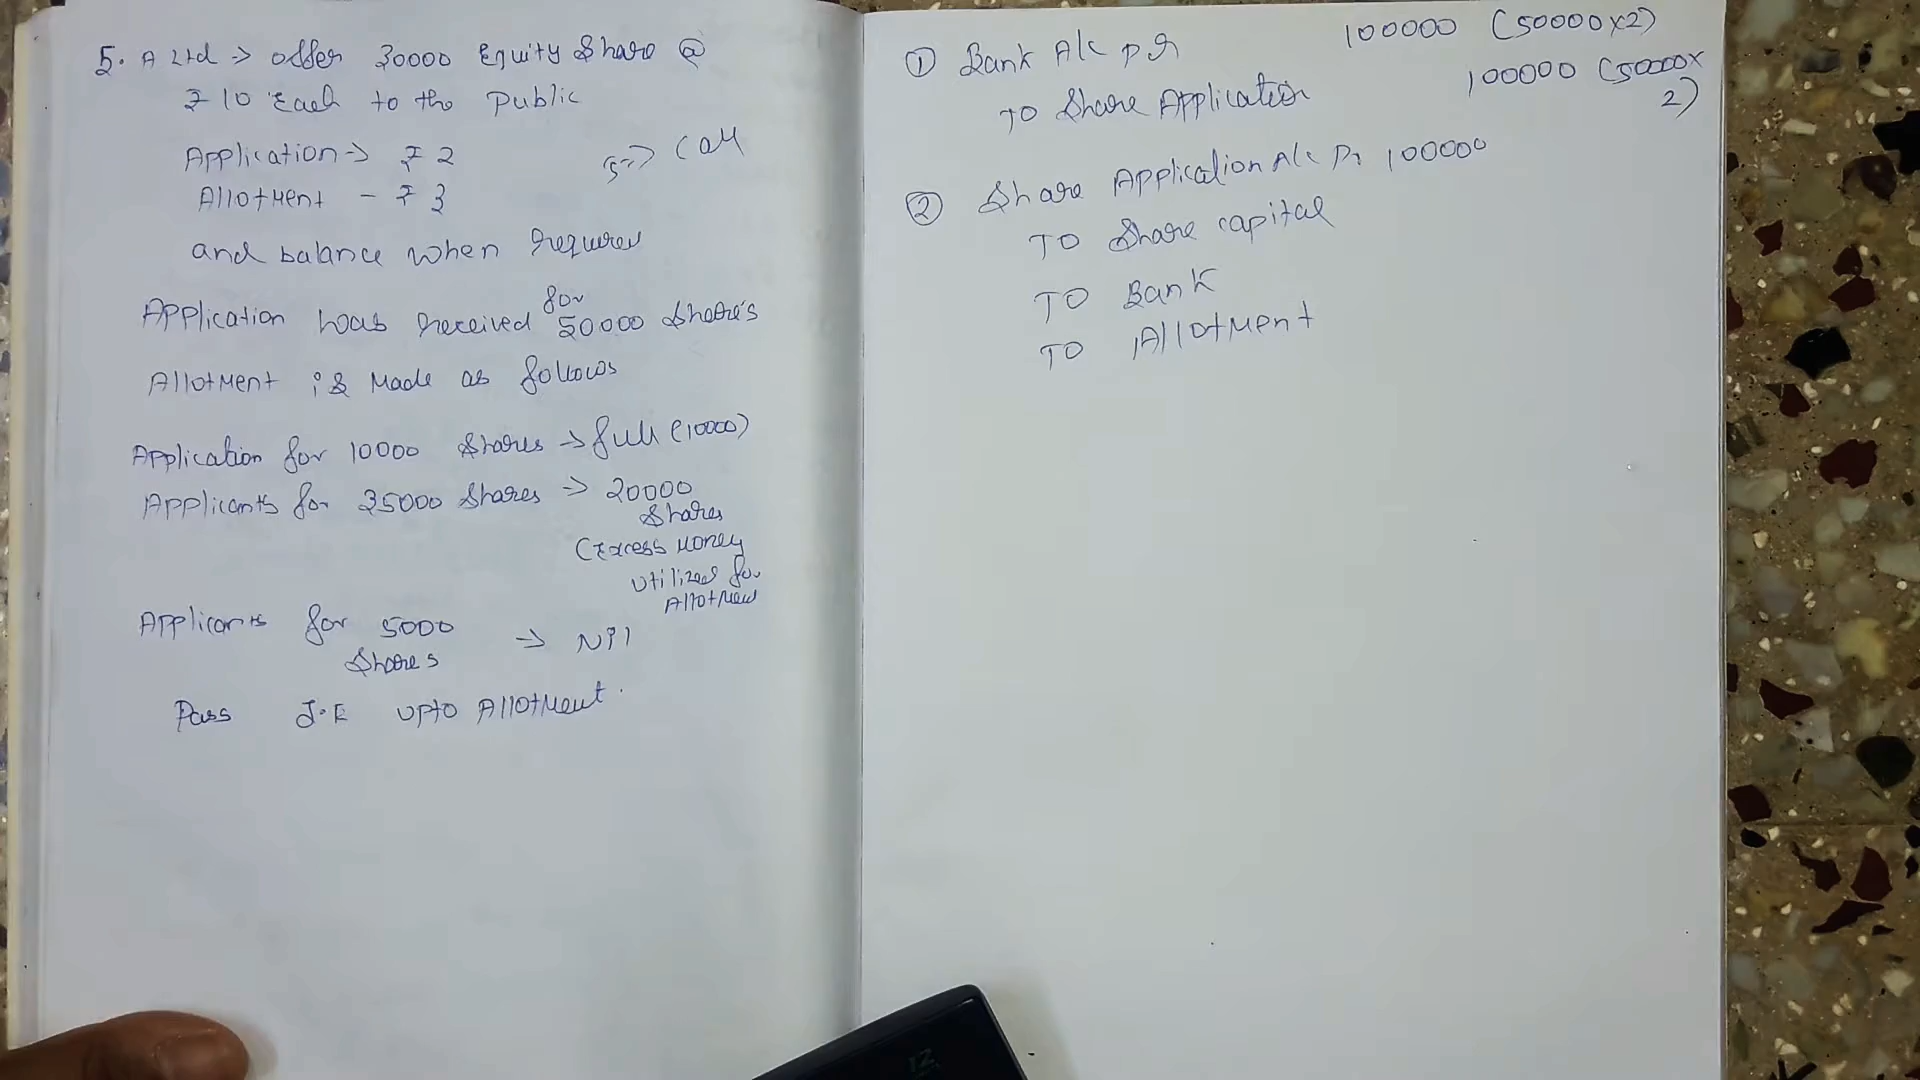 5. A Ltd → offer 30000 Equity Share @
₹ 10 Each to the Public
Application → ₹ 2
5 → Call
Allotment - ₹ 3
and balance when required
for
Application was received 50000 Share's
Allotment is Made as follows
Application for 10000 Shares → full (10000)
Applicants for 35000 Shares → 20000
Shares
(Excess Money
utilized for
Allotment
Applicants for 5000 → Nil
Shares
Pass J.E upto Allotment.
① Bank A/c Dr 100000 (50000x2)
To Share Application 100000 (50000x
2)
② Share Application A/c Dr 100000
To Share capital
To Bank
To Allotment
12